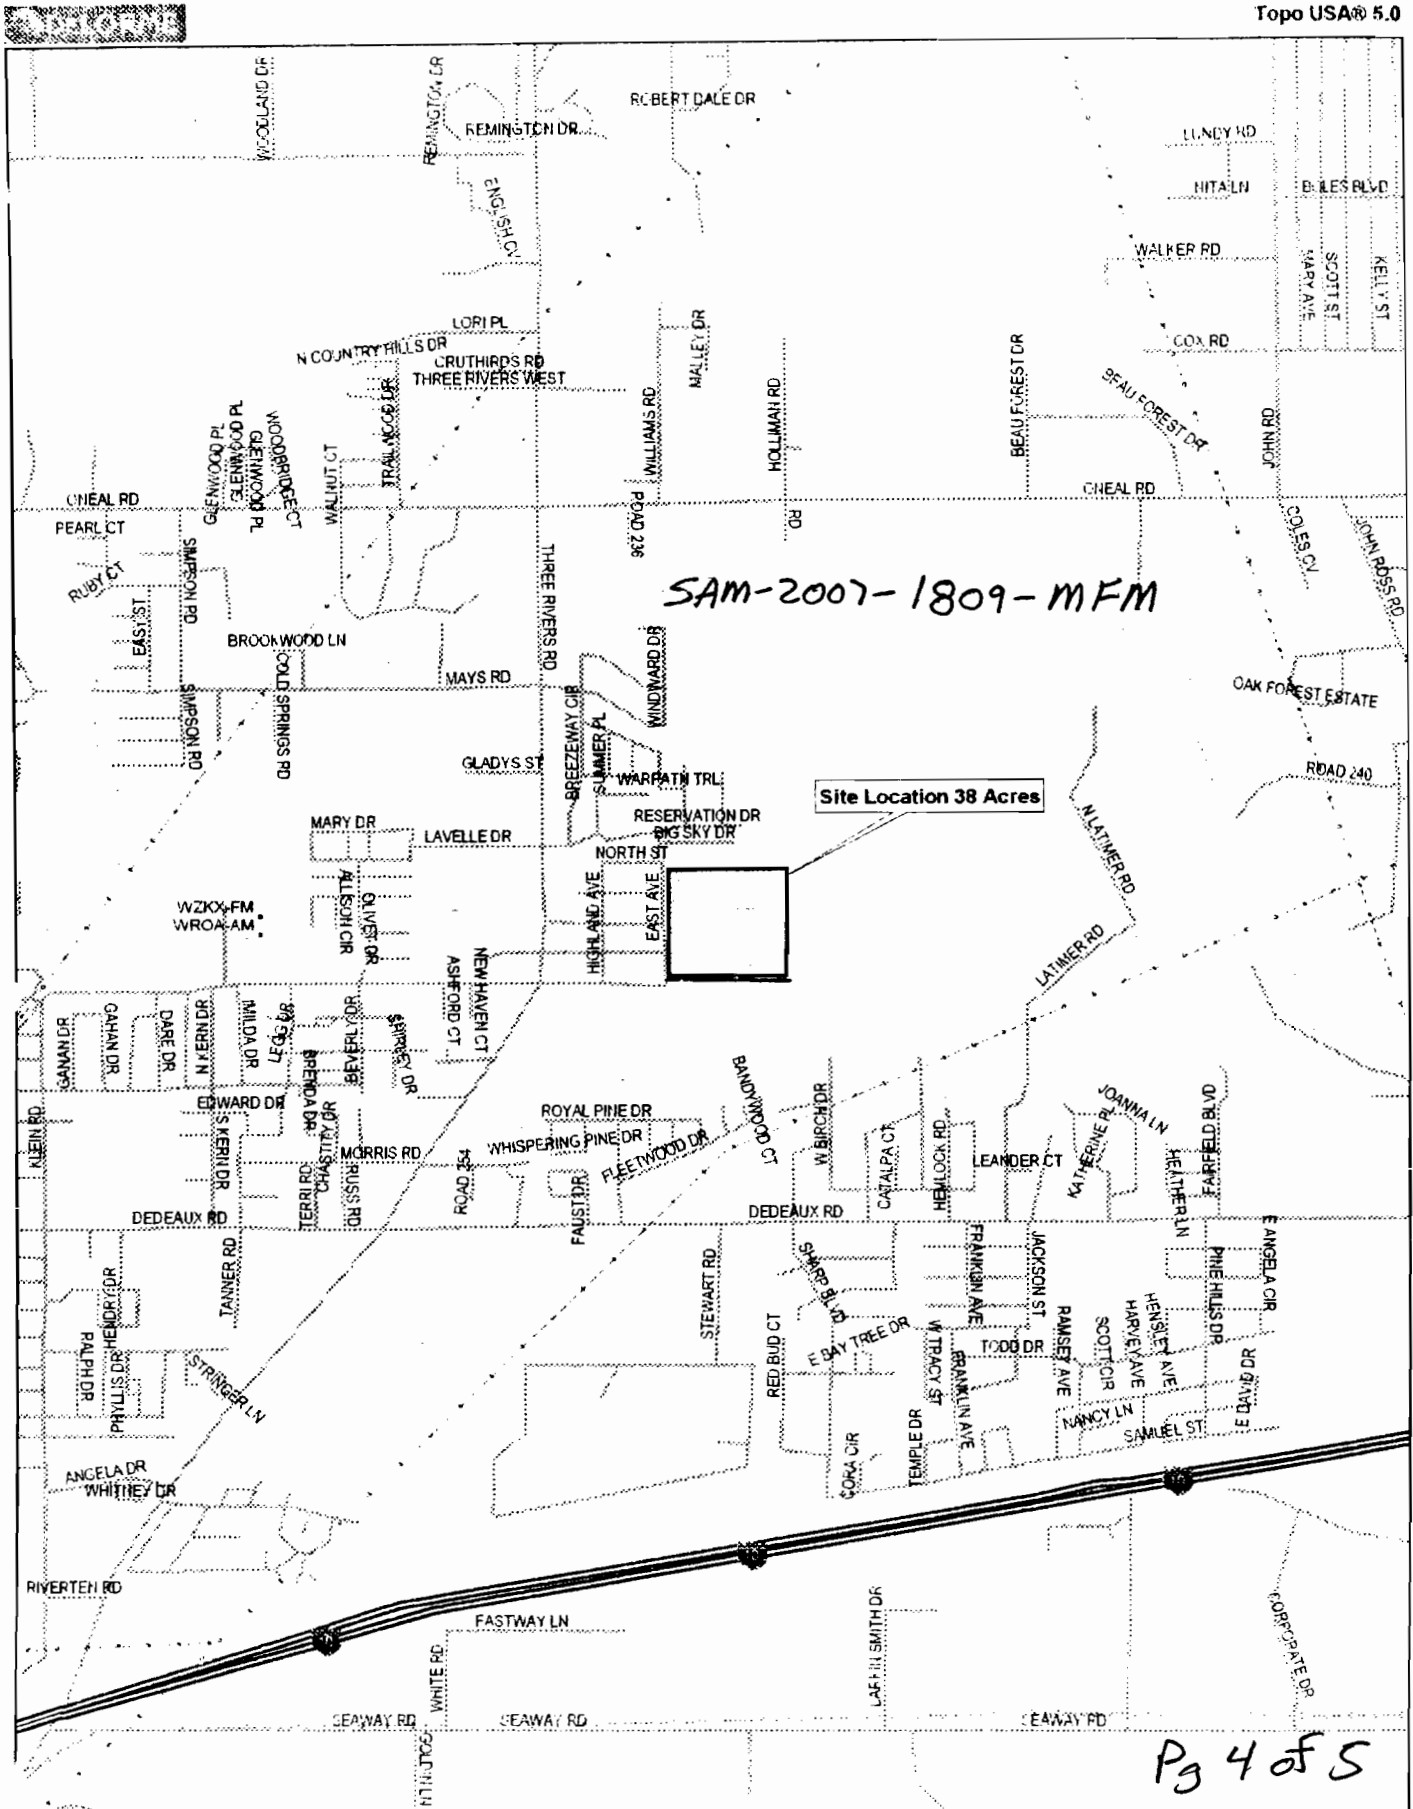 DELORME
Topo USA® 5.0
WOODLAND DR
REMINGTON DR
REMINGTON DR
ROBERT DALE DR
LUNDY RD
NITA LN
BOLES BLVD
ENGLISH CV
WALKER RD
MARY AVE
SCOTT ST
KELLY ST
LORI PL
N COUNTRY HILLS DR
CRUTHIRDS RD
THREE RIVERS WEST
MALLEY DR
COX RD
TRAILWOOD DR
WILLIAMS RD
HOLLIMAN RD
BEAU FOREST DR
BEAU FOREST DR
JOHN RD
GLENWOOD PL
GLENWOOD PL
GLENWOOD PL
WOODBRIDGE CT
WALNUT CT
ONEAL RD
ONEAL RD
PEARL CT
ROAD 236
RD
COLES CV
JOHN ROSS RD
RUBY CT
SIMPSON RD
THREE RIVERS RD
SAM-2007-1809-MFM
EAST ST
BROOKWOOD LN
COLD SPRINGS RD
MAYS RD
WINDWARD DR
OAK FOREST ESTATE
SIMPSON RD
BREEZEWAY CIR
SUMMER PL
GLADYS ST
WARPATH TRL
ROAD 240
Site Location 38 Acres
RESERVATION DR
BIG SKY DR
MARY DR
LAVELLE DR
NORTH ST
N LATIMER RD
ALLISON CIR
OLIVET DR
HIGHLAND AVE
EAST AVE
WZKX-FM
WROA-AM
LATIMER RD
ASHFORD CT
NEW HAVEN CT
GAHAN DR
DARE DR
N KERN DR
IMILDA DR
BEVERLY DR
SHIRLEY DR
BRENDA DR
BANDYWOOD CT
W BIRCH DR
EDWARD DR
ROYAL PINE DR
JOANNA LN
FAIRFIELD BLVD
KLEIN RD
S KERN DR
CHASTITY DR
MORRIS RD
WHISPERING PINE DR
FLEETWOOD DR
CATALPA CT
HEMLOCK RD
LEANDER CT
KATHERINE PL
HEATHER LN
TERRI RD
RUSS RD
ROAD 254
FAUST DR
DEDEAUX RD
DEDEAUX RD
TANNER RD
STEWART RD
SHARP BLVD
FRANKLIN AVE
JACKSON ST
PINE HILLS DR
E ANGELA CIR
HENDRY DR
RALPH DR
PHYLLIS DR
STRINGER LN
RED BUD CT
E BAY TREE DR
W TRACY ST
FRANKLIN AVE
TODD DR
RAMSEY AVE
SCOTT CIR
HARVEY AVE
HENSLEY AVE
E DAVID DR
NANCY LN
SAMUEL ST
CORA CIR
TEMPLE DR
ANGELA DR
WHITNEY DR
RIVERTEN RD
FASTWAY LN
WHITE RD
LARKIN SMITH DR
CORPORATE DR
SEAWAY RD
SEAWAY RD
SEAWAY RD
Pg 4 of 5